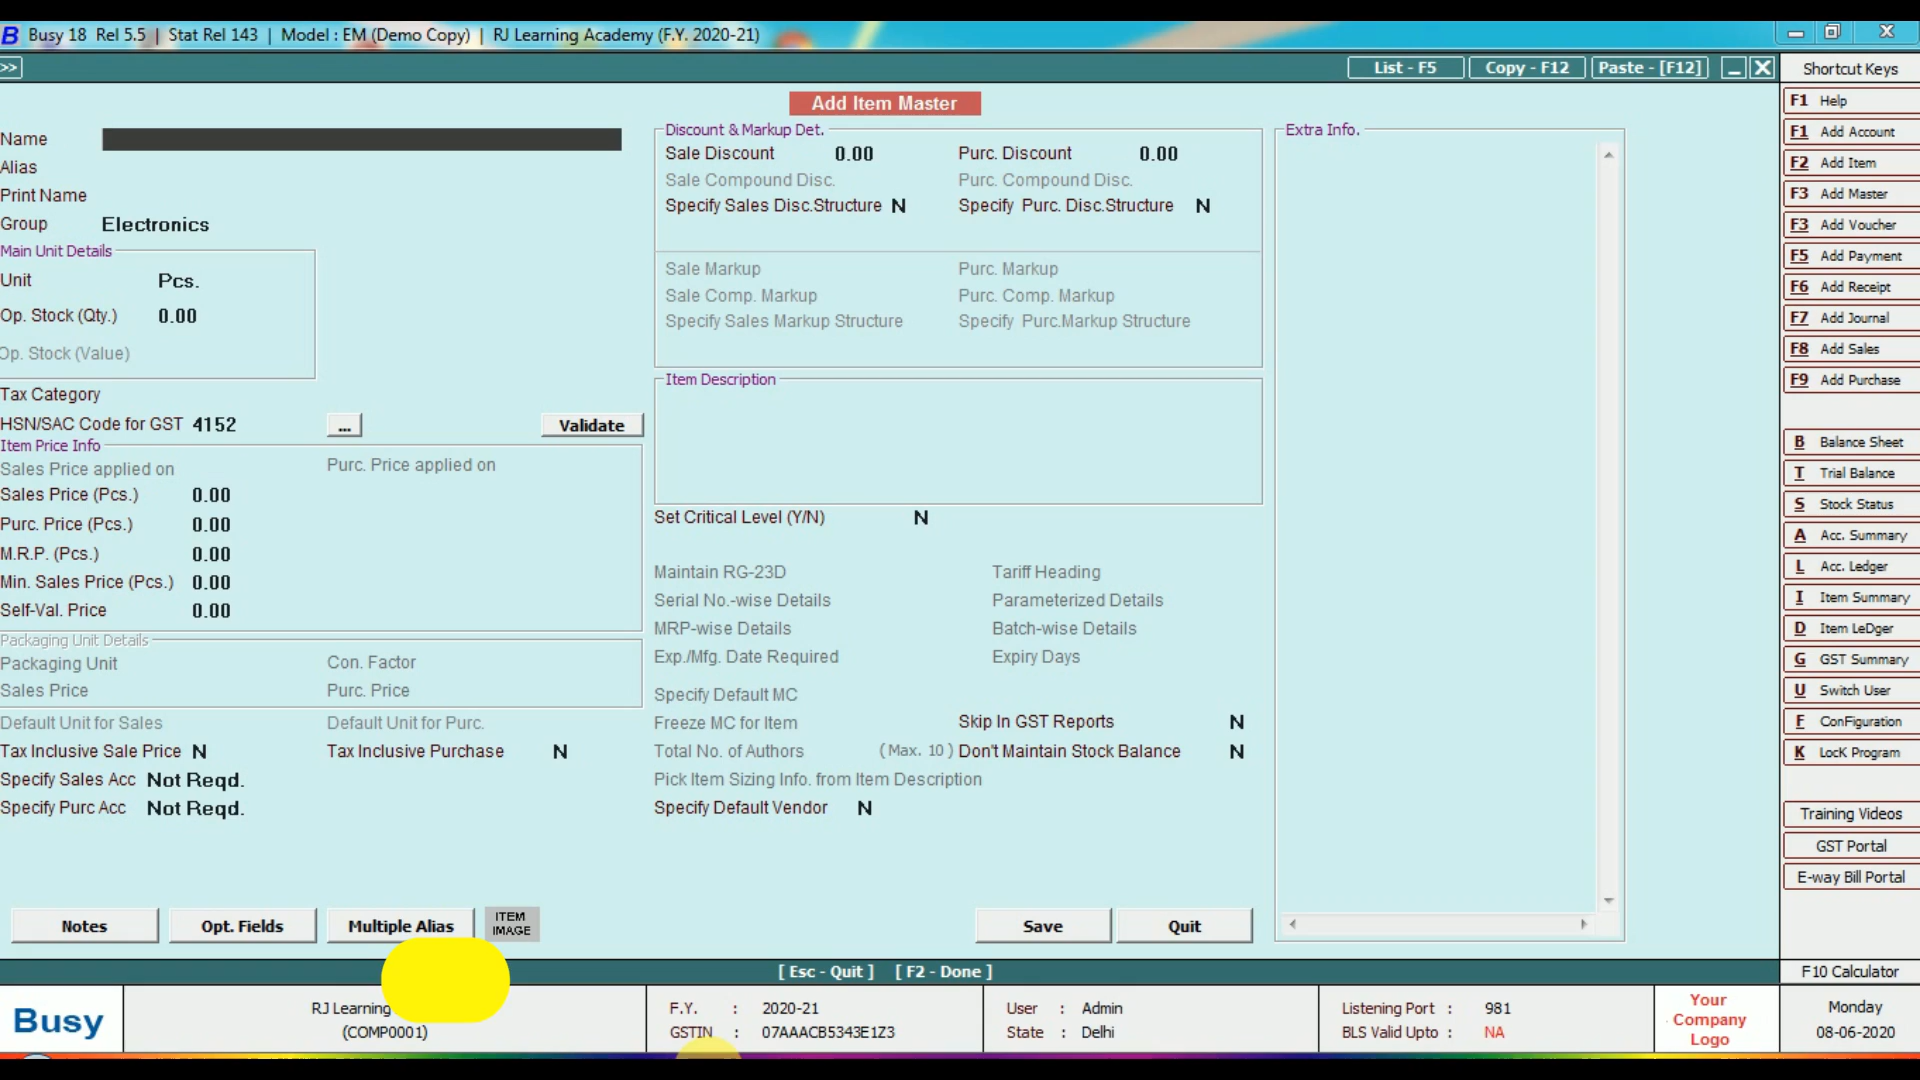 B Busy 18 Rel 5.5 | Stat Rel 143 | Model : EM (Demo Copy) | RJ Learning Academy (F.Y. 2020-21)
>> List - F5 Copy - F12 Paste - [F12]
Add Item Master
Name
Alias
Print Name
Group Electronics
Main Unit Details
Unit Pcs.
Op. Stock (Qty.) 0.00
Op. Stock (Value)
Tax Category
HSN/SAC Code for GST 4152 ... Validate
Item Price Info
Sales Price applied on Purc. Price applied on
Sales Price (Pcs.) 0.00
Purc. Price (Pcs.) 0.00
M.R.P. (Pcs.) 0.00
Min. Sales Price (Pcs.) 0.00
Self-Val. Price 0.00
Packaging Unit Details
Packaging Unit Con. Factor
Sales Price Purc. Price
Default Unit for Sales Default Unit for Purc.
Tax Inclusive Sale Price N Tax Inclusive Purchase N
Specify Sales Acc Not Reqd.
Specify Purc Acc Not Reqd.
Discount & Markup Det.
Sale Discount 0.00 Purc. Discount 0.00
Sale Compound Disc. Purc. Compound Disc.
Specify Sales Disc.Structure N Specify Purc. Disc.Structure N
Sale Markup Purc. Markup
Sale Comp. Markup Purc. Comp. Markup
Specify Sales Markup Structure Specify Purc.Markup Structure
Item Description
Set Critical Level (Y/N) N
Maintain RG-23D Tariff Heading
Serial No.-wise Details Parameterized Details
MRP-wise Details Batch-wise Details
Exp./Mfg. Date Required Expiry Days
Specify Default MC
Freeze MC for Item Skip In GST Reports N
Total No. of Authors (Max. 10) Don't Maintain Stock Balance N
Pick Item Sizing Info. from Item Description
Specify Default Vendor N
Extra Info.
Notes Opt. Fields Multiple Alias ITEM IMAGE Save Quit
[ Esc - Quit ] [ F2 - Done ]
Shortcut Keys
F1 Help
F1 Add Account
F2 Add Item
F3 Add Master
F3 Add Voucher
F5 Add Payment
F6 Add Receipt
F7 Add Journal
F8 Add Sales
F9 Add Purchase
B Balance Sheet
T Trial Balance
S Stock Status
A Acc. Summary
L Acc. Ledger
I Item Summary
D Item LeDger
G GST Summary
U Switch User
F ConFiguration
K LocK Program
Training Videos
GST Portal
E-way Bill Portal
F10 Calculator
Busy
RJ Learning
(COMP0001)
F.Y. : 2020-21
GSTIN : 07AAACB5343E1Z3
User : Admin
State : Delhi
Listening Port : 981
BLS Valid Upto : NA
Your
Company
Logo
Monday
08-06-2020